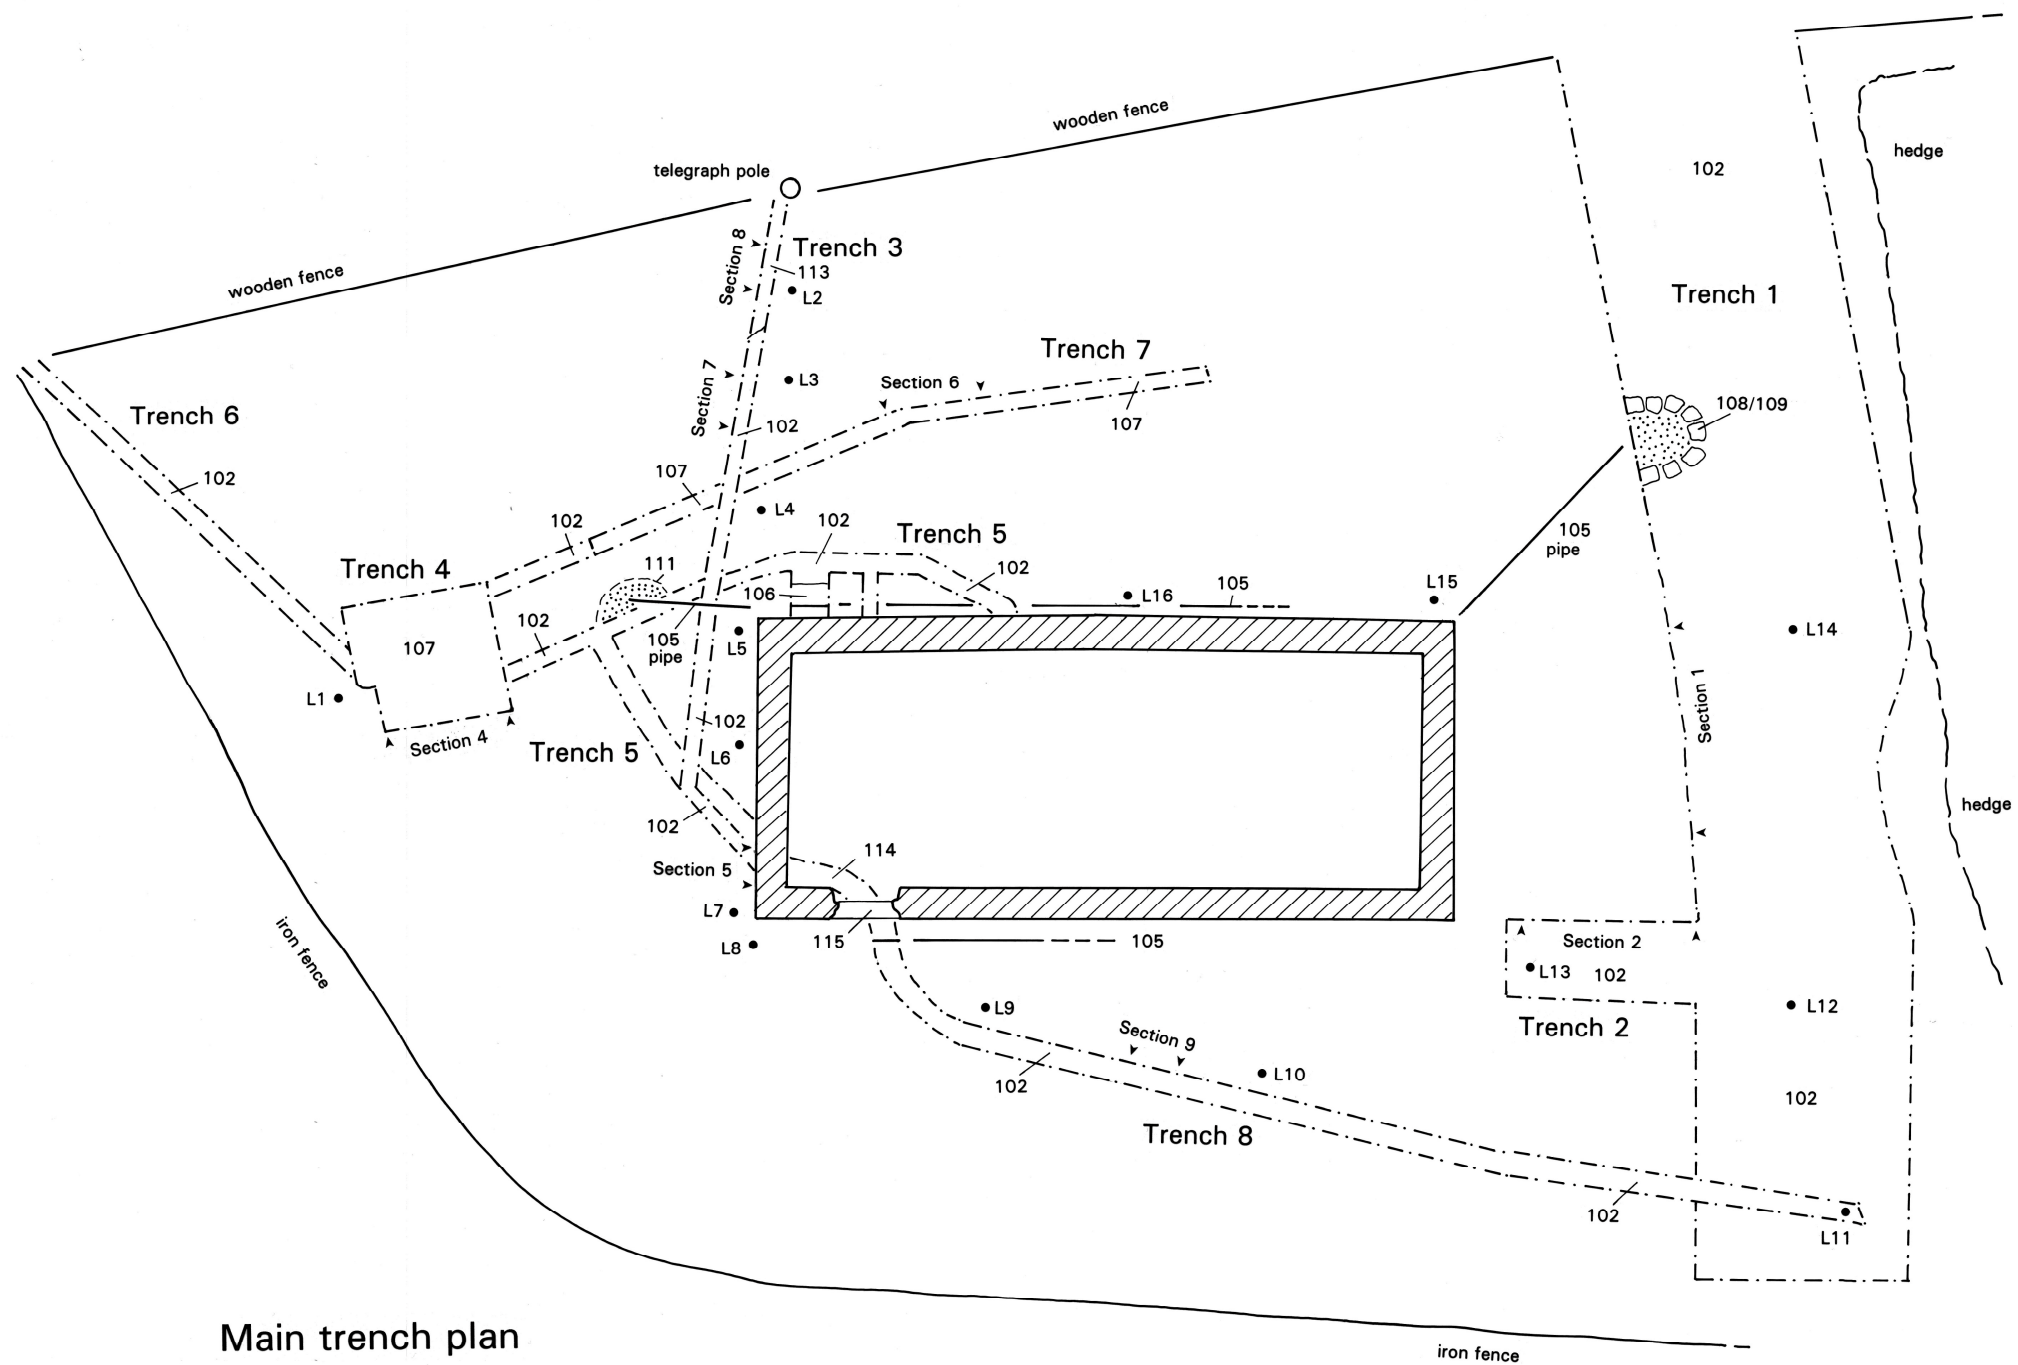 wooden fence
hedge
102
telegraph pole
Section 8
Trench 3
113
L2
wooden fence
Trench 1
Trench 7
Section 7
L3
Section 6
108/109
Trench 6
102
107
107
102
L4
102
102
Trench 5
105
pipe
Trench 4
111
102
106
L16
105
L15
102
105
pipe
L5
107
L14
L1
102
Section 1
Section 4
Trench 5
L6
hedge
102
114
Section 5
L7
115
L8
105
Section 2
L13
102
iron fence
L9
L12
Trench 2
Section 9
102
L10
102
Trench 8
102
L11
Main trench plan
iron fence